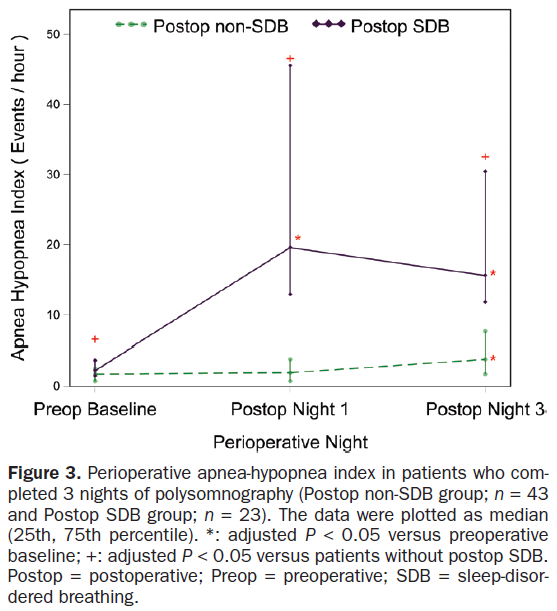 Postop non-SDB Postop SDB
Apnea Hypopnea Index ( Events / hour )
50
40
30
20
10
0
+
+
+
*
*
*
Preop Baseline Postop Night 1 Postop Night 3
Perioperative Night
Figure 3. Perioperative apnea-hypopnea index in patients who com-
pleted 3 nights of polysomnography (Postop non-SDB group; n = 43
and Postop SDB group; n = 23). The data were plotted as median
(25th, 75th percentile). *: adjusted P < 0.05 versus preoperative
baseline; +: adjusted P < 0.05 versus patients without postop SDB.
Postop = postoperative; Preop = preoperative; SDB = sleep-disor-
dered breathing.